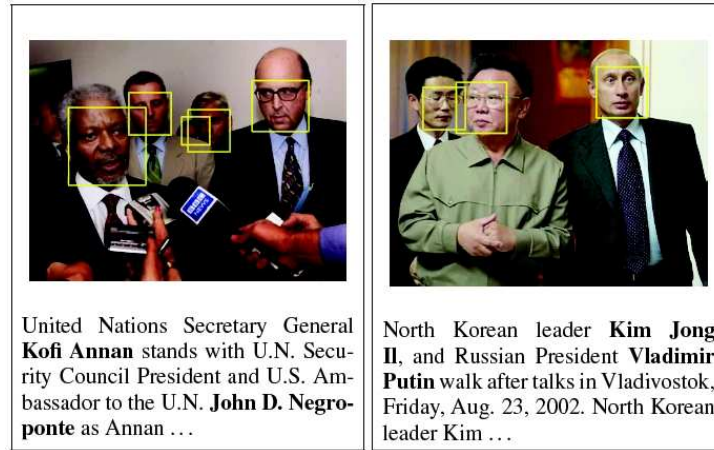 BBC
NEWS
United Nations Secretary General
Kofi Annan stands with U.N. Secu-
rity Council President and U.S. Am-
bassador to the U.N. John D. Negro-
ponte as Annan ...
North Korean leader Kim Jong
Il, and Russian President Vladimir
Putin walk after talks in Vladivostok,
Friday, Aug. 23, 2002. North Korean
leader Kim ...